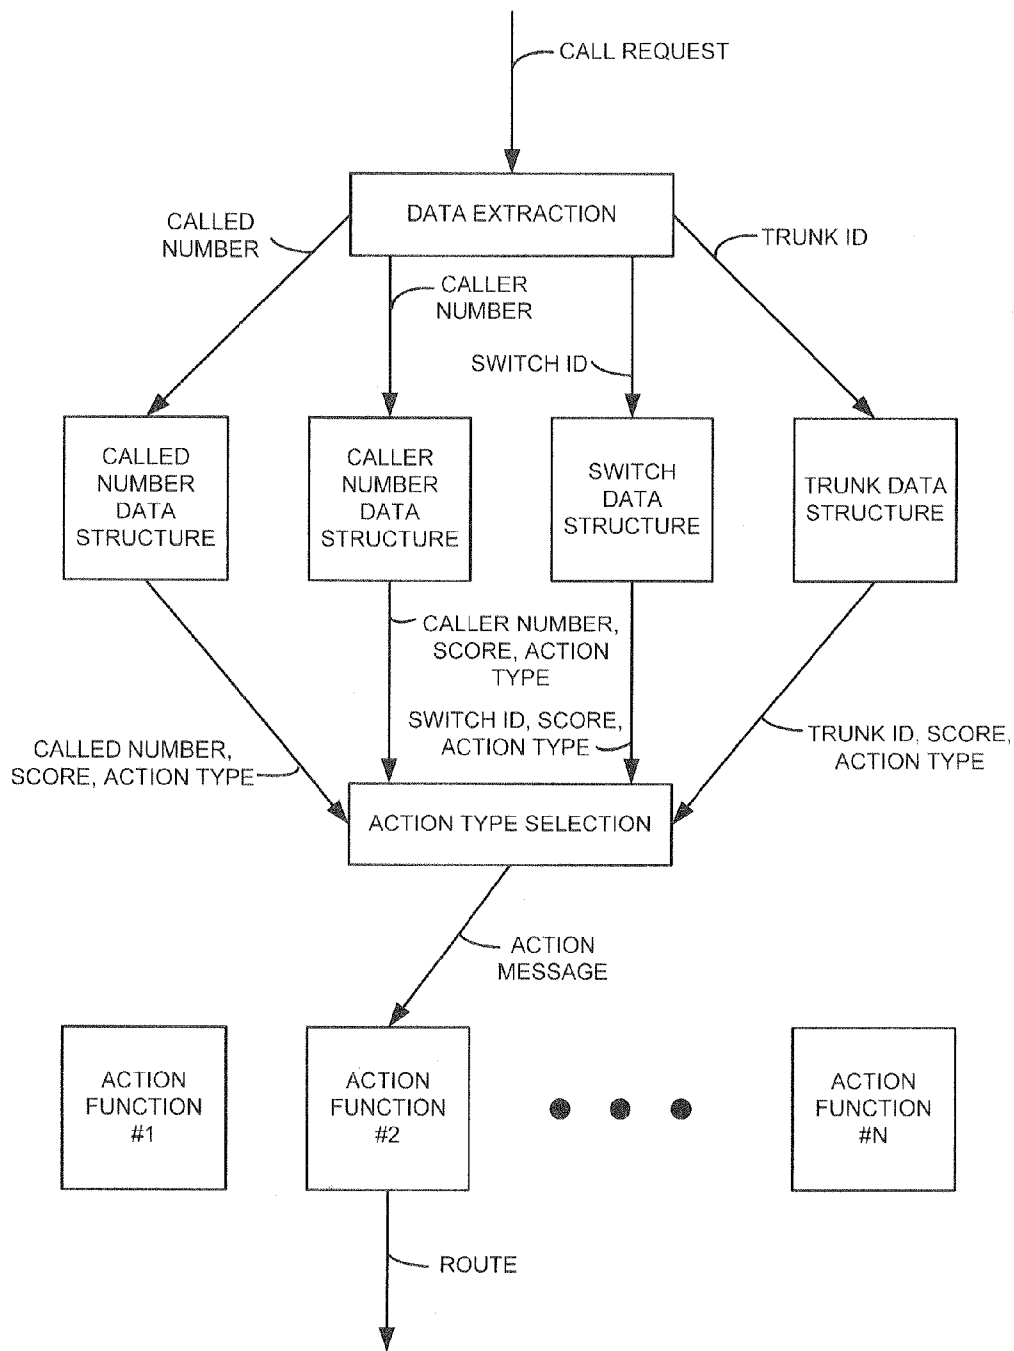 CALL REQUEST
DATA EXTRACTION
CALLED
NUMBER
TRUNK ID
CALLER
NUMBER
SWITCH ID
CALLED
NUMBER
DATA
STRUCTURE
CALLER
NUMBER
DATA
STRUCTURE
SWITCH
DATA
STRUCTURE
TRUNK DATA
STRUCTURE
CALLER NUMBER,
SCORE, ACTION
TYPE
SWITCH ID, SCORE,
ACTION TYPE
CALLED NUMBER,
SCORE, ACTION TYPE
TRUNK ID, SCORE,
ACTION TYPE
ACTION TYPE SELECTION
ACTION
MESSAGE
ACTION
FUNCTION
#1
ACTION
FUNCTION
#2
ACTION
FUNCTION
#N
ROUTE